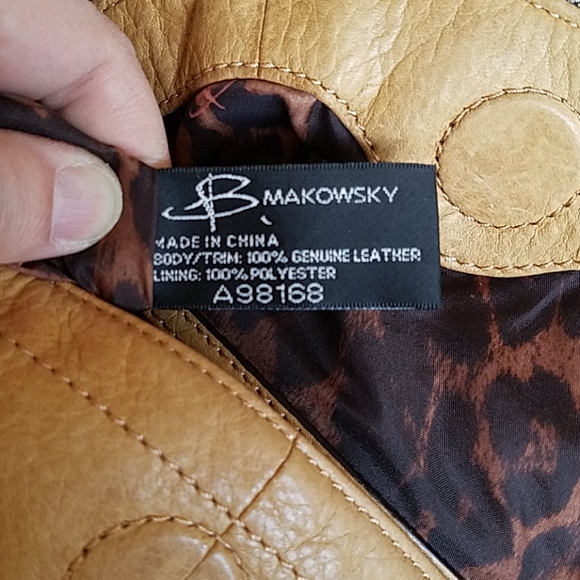 B MAKOWSKY
MADE IN CHINA
BODY/TRIM: 100% GENUINE LEATHER
LINING: 100% POLYESTER
A98168